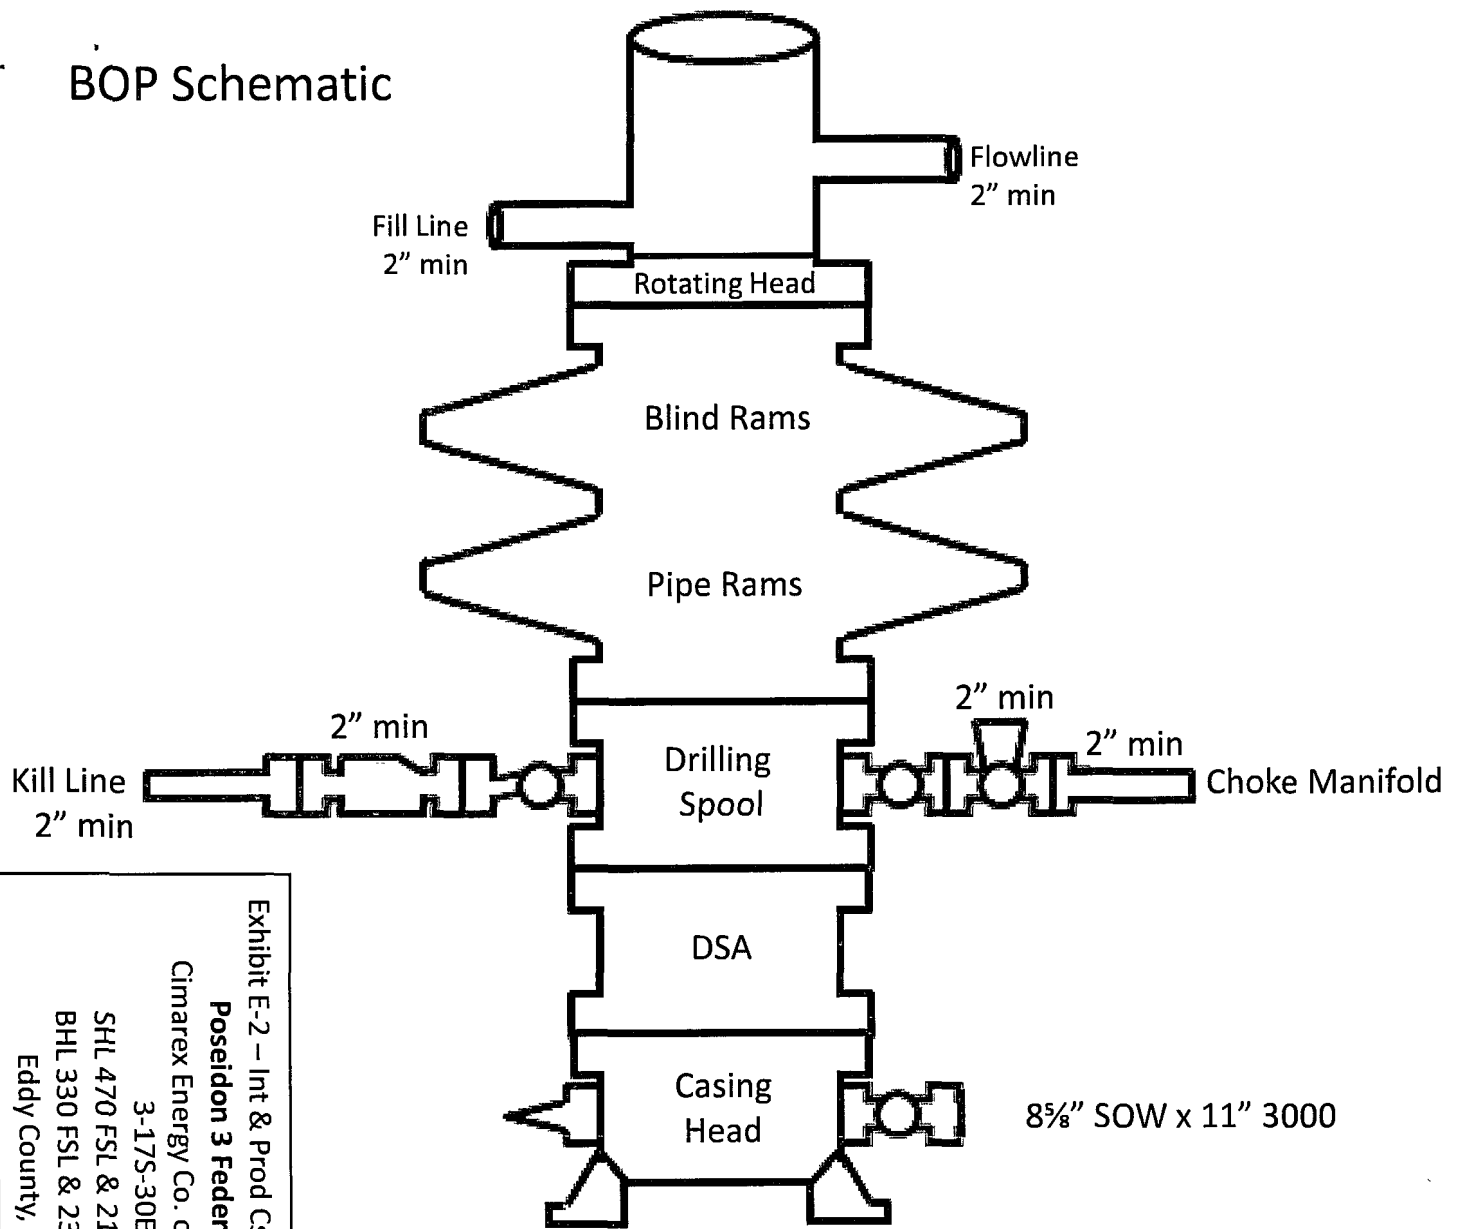 BOP Schematic
Flowline
2” min
Fill Line
2” min
Rotating Head
Blind Rams
Pipe Rams
2” min
2” min
2” min
Drilling
Spool
Kill Line
2” min
Choke Manifold
DSA
Casing
Head
8⅝” SOW x 11” 3000
Exhibit E-2 – Int & Prod
Poseidon 3
Cimarex Energy Co.
3-17S-30E
SHL 470 FSL & 21
BHL 330 FSL & 23
Eddy County,